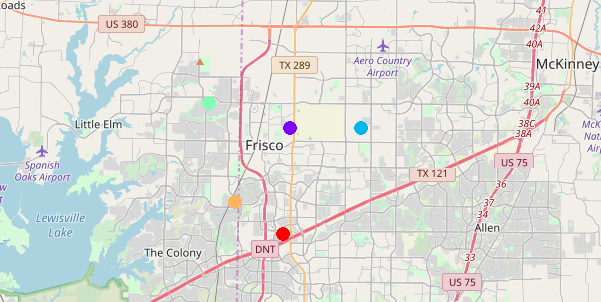 oads
US 380
41
42A
40A
TX 289
Aero Country
Airport
McKinney
39A
40A
Little Elm
38C
38A
McK
Nati
A
Frisco
Spanish
Oaks Airport
TX 121
US 75
36
37
34
Lewisville
Lake
Allen
The Colony
DNT
33
US 75